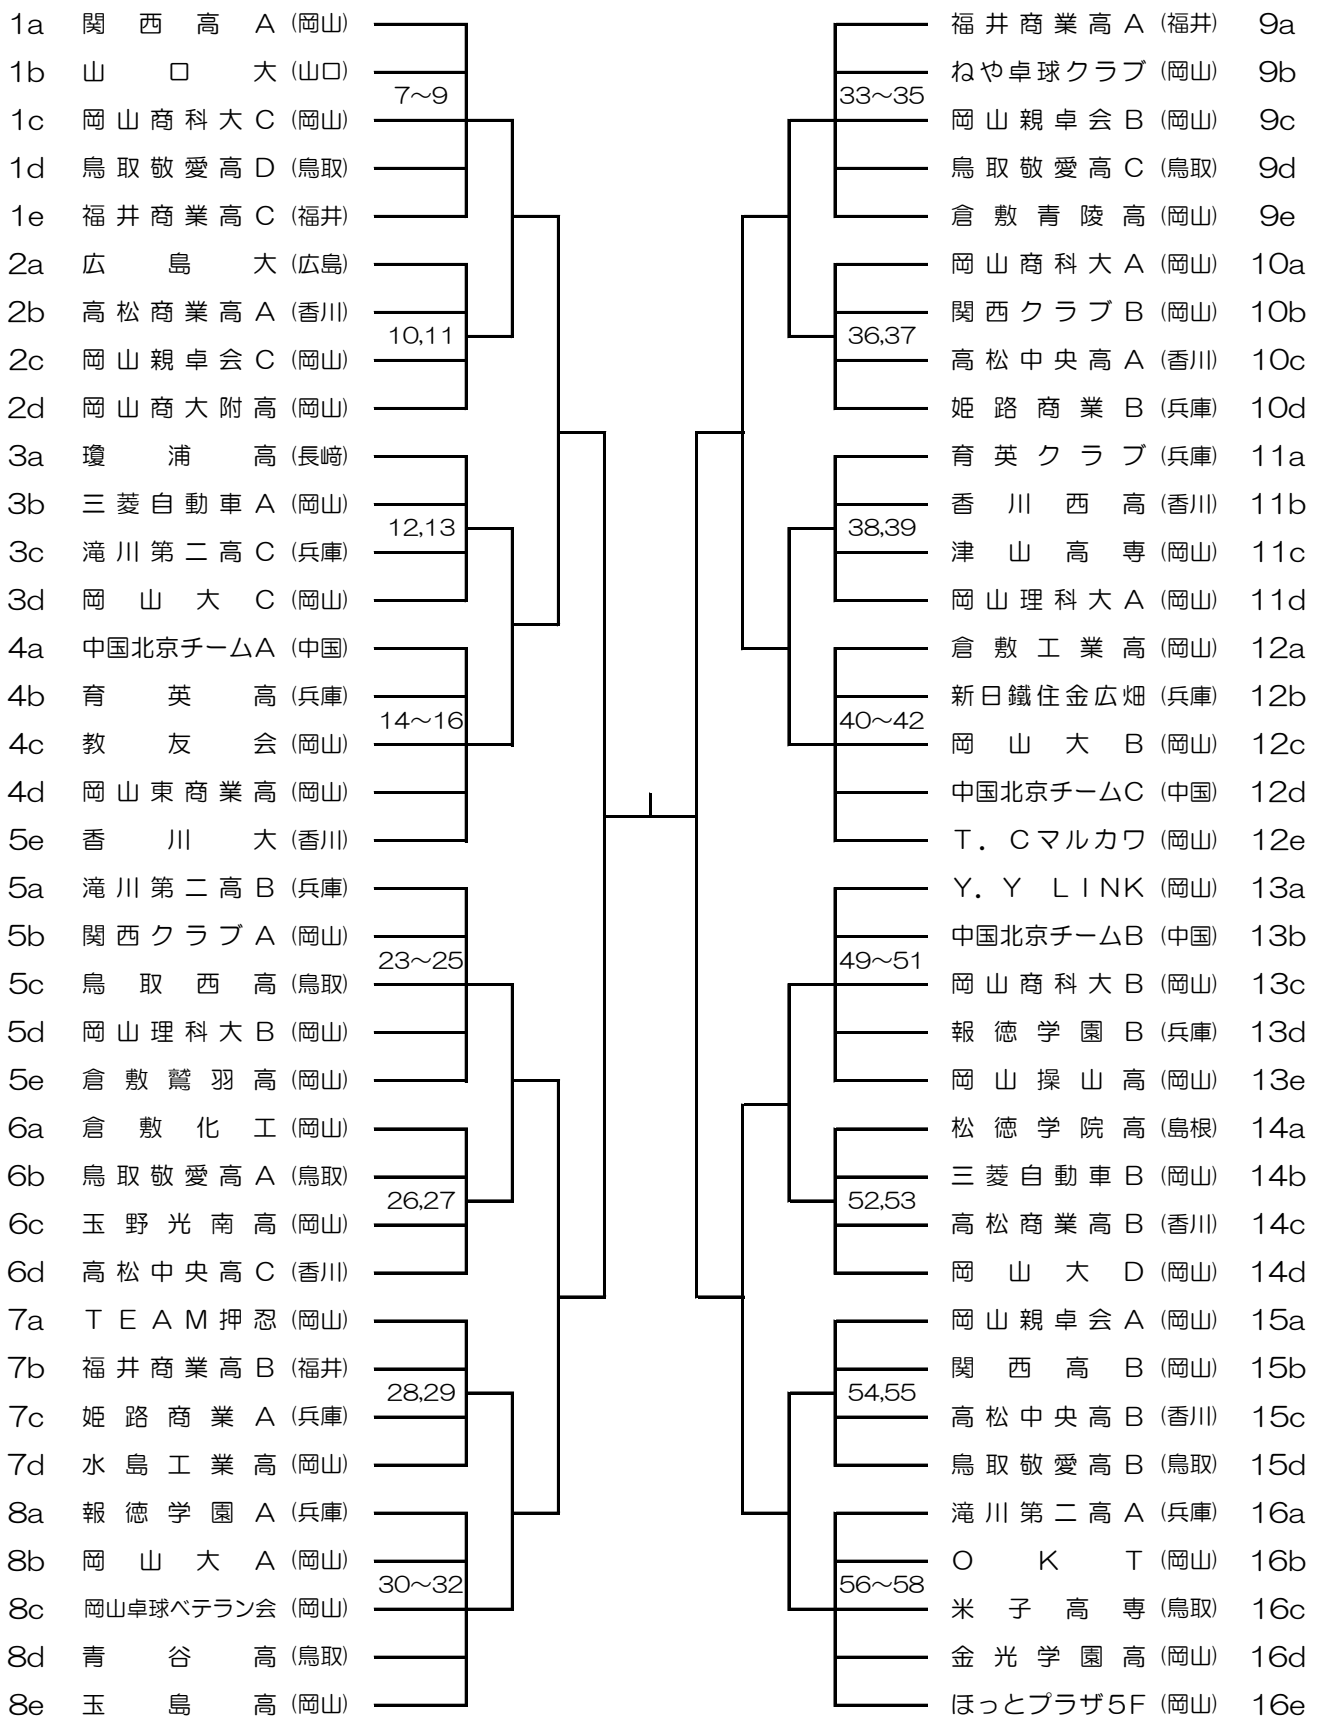 1a 関西高A (岡山)
1b 山口大 (山口)
7～9
1c 岡山商科大C (岡山)
1d 鳥取敬愛高D (鳥取)
1e 福井商業高C (福井)
2a 広島大 (広島)
2b 高松商業高A (香川)
10,11
2c 岡山親卓会C (岡山)
2d 岡山商大附高 (岡山)
3a 瓊浦高 (長崎)
3b 三菱自動車A (岡山)
12,13
3c 滝川第二高C (兵庫)
3d 岡山大C (岡山)
4a 中国北京チームA (中国)
4b 育英高 (兵庫)
14～16
4c 教友会 (岡山)
4d 岡山東商業高 (岡山)
5e 香川大 (香川)
5a 滝川第二高B (兵庫)
5b 関西クラブA (岡山)
23～25
5c 鳥取西高 (鳥取)
5d 岡山理科大B (岡山)
5e 倉敷鷲羽高 (岡山)
6a 倉敷化工 (岡山)
6b 鳥取敬愛高A (鳥取)
26,27
6c 玉野光南高 (岡山)
6d 高松中央高C (香川)
7a TEAM押忍 (岡山)
7b 福井商業高B (福井)
28,29
7c 姫路商業A (兵庫)
7d 水島工業高 (岡山)
8a 報徳学園A (兵庫)
8b 岡山大A (岡山)
30～32
8c 岡山卓球ベテラン会 (岡山)
8d 青谷高 (鳥取)
8e 玉島高 (岡山)
福井商業高A (福井) 9a
ねや卓球クラブ (岡山) 9b
33～35
岡山親卓会B (岡山) 9c
鳥取敬愛高C (鳥取) 9d
倉敷青陵高 (岡山) 9e
岡山商科大A (岡山) 10a
関西クラブB (岡山) 10b
36,37
高松中央高A (香川) 10c
姫路商業B (兵庫) 10d
育英クラブ (兵庫) 11a
香川西高 (香川) 11b
38,39
津山高専 (岡山) 11c
岡山理科大A (岡山) 11d
倉敷工業高 (岡山) 12a
新日鐵住金広畑 (兵庫) 12b
40～42
岡山大B (岡山) 12c
中国北京チームC (中国) 12d
T．Cマルカワ (岡山) 12e
Y．Y LINK (岡山) 13a
中国北京チームB (中国) 13b
49～51
岡山商科大B (岡山) 13c
報徳学園B (兵庫) 13d
岡山操山高 (岡山) 13e
松徳学院高 (島根) 14a
三菱自動車B (岡山) 14b
52,53
高松商業高B (香川) 14c
岡山大D (岡山) 14d
岡山親卓会A (岡山) 15a
関西高B (岡山) 15b
54,55
高松中央高B (香川) 15c
鳥取敬愛高B (鳥取) 15d
滝川第二高A (兵庫) 16a
OKT (岡山) 16b
56～58
米子高専 (鳥取) 16c
金光学園高 (岡山) 16d
ほっとプラザ5F (岡山) 16e